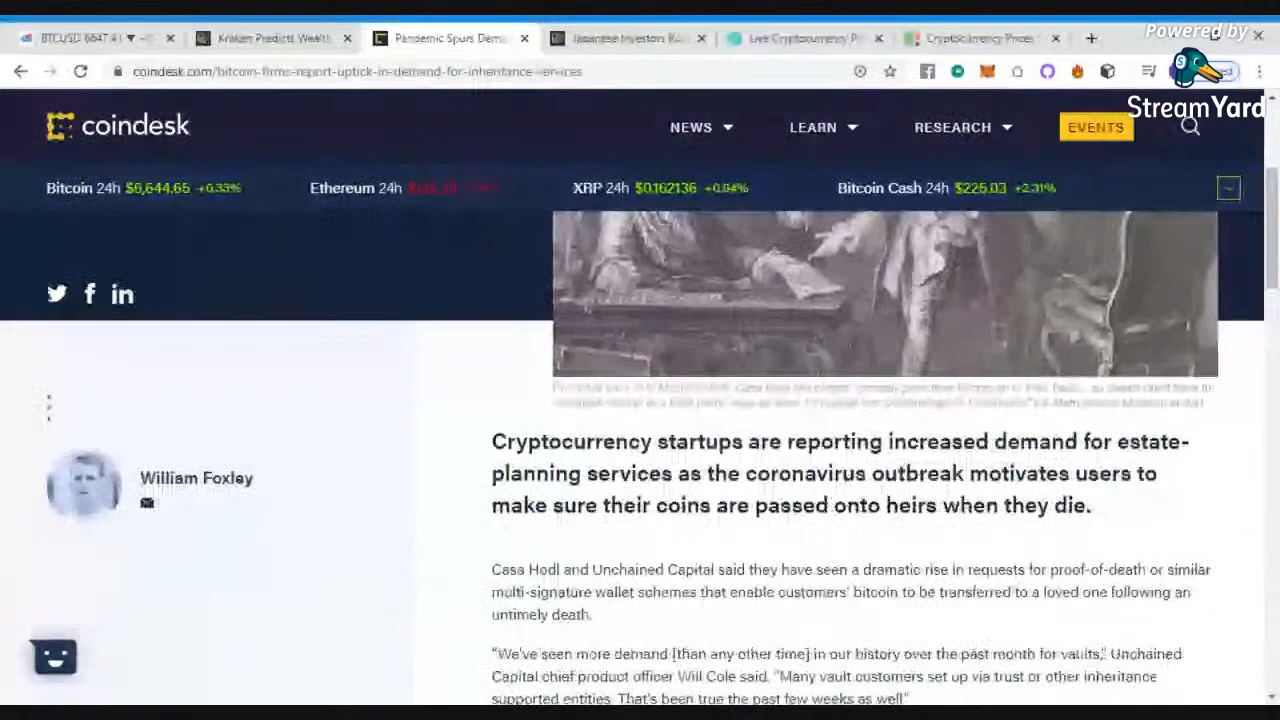 Powered by
BTCUSD 6647.41 ▼
Kraken Predicts Wealt
Pandemic Spurs Dem
Japanese Investors
Live Cryptocurrency P
Cryptocurrency Prices
coindesk.com/bitcoin-firms-report-uptick-in-demand-for-inheritance-services
StreamYard
coindesk
NEWS LEARN RESEARCH EVENTS
Bitcoin 24h $6,644.65 +0.33% Ethereum 24h XRP 24h $0.162136 +0.94% Bitcoin Cash 24h $225.03 +2.31%
Cryptocurrency startups are reporting increased demand for estate-
planning services as the coronavirus outbreak motivates users to
make sure their coins are passed onto heirs when they die.
William Foxley
Casa Hodl and Unchained Capital said they have seen a dramatic rise in requests for proof-of-death or similar
multi-signature wallet schemes that enable customers' bitcoin to be transferred to a loved one following an
untimely death.
"We've seen more demand [than any other time] in our history over the past month for vaults," Unchained
Capital chief product officer Will Cole said. "Many vault customers set up via trust or other inheritance
supported entities. That's been true the past few weeks as well"